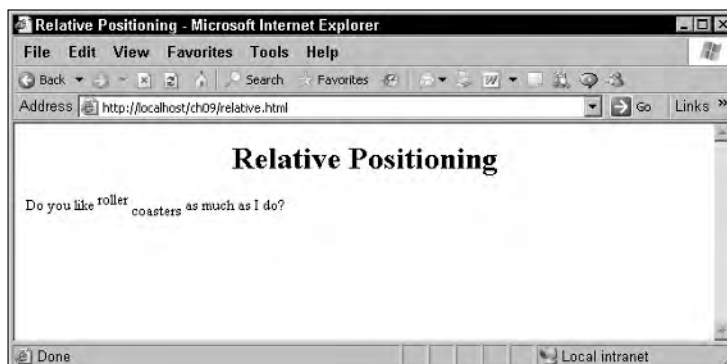 Relative Positioning - Microsoft Internet Explorer
File Edit View Favorites Tools Help
Back Search Favorites
Address http://localhost/ch09/relative.html Go Links »
Relative Positioning
Do you like roller coasters as much as I do?
Done Local intranet